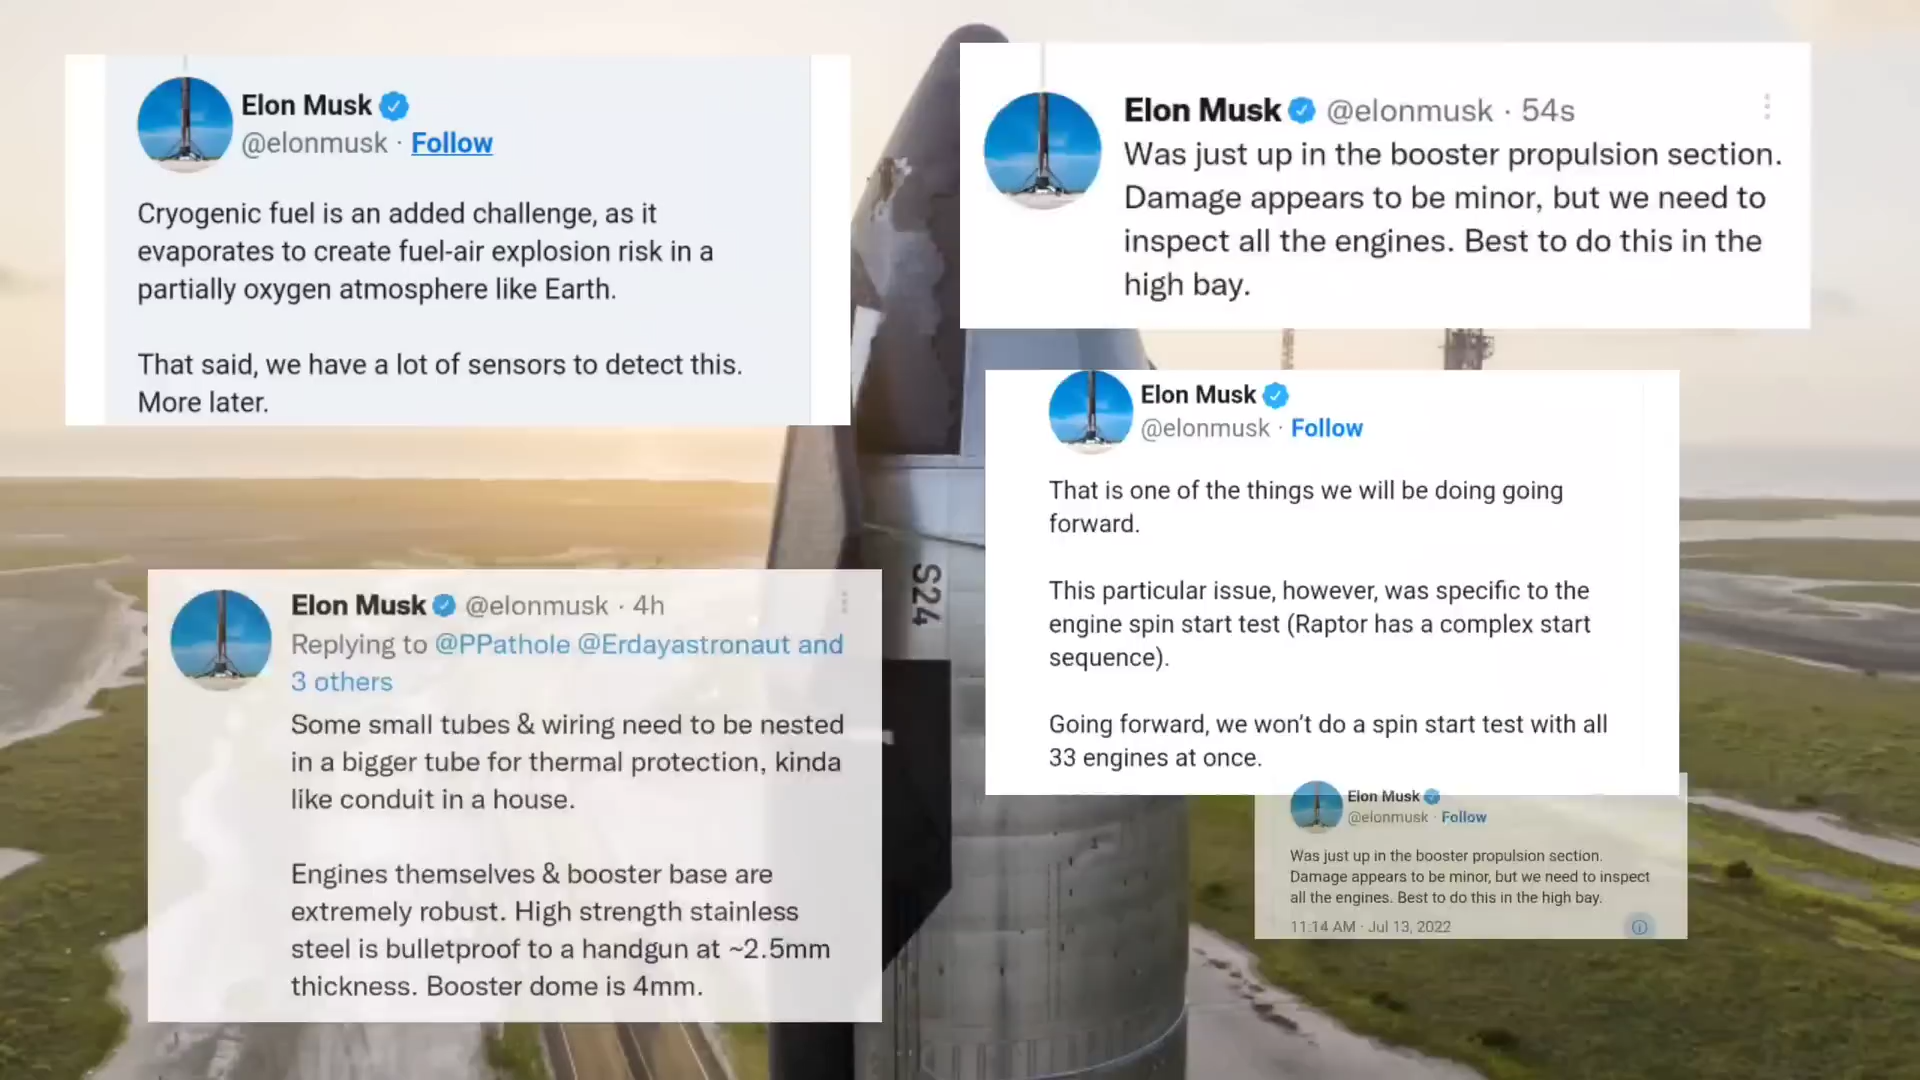 Elon Musk
@elonmusk · Follow
Cryogenic fuel is an added challenge, as it
evaporates to create fuel-air explosion risk in a
partially oxygen atmosphere like Earth.
That said, we have a lot of sensors to detect this.
More later.
Elon Musk @elonmusk · 54s
Was just up in the booster propulsion section.
Damage appears to be minor, but we need to
inspect all the engines. Best to do this in the
high bay.
Elon Musk
@elonmusk · Follow
That is one of the things we will be doing going
forward.
This particular issue, however, was specific to the
engine spin start test (Raptor has a complex start
sequence).
Going forward, we won't do a spin start test with all
33 engines at once.
S24
Elon Musk @elonmusk · 4h
Replying to @PPathole @Erdayastronaut and
3 others
Some small tubes & wiring need to be nested
in a bigger tube for thermal protection, kinda
like conduit in a house.
Engines themselves & booster base are
extremely robust. High strength stainless
steel is bulletproof to a handgun at ~2.5mm
thickness. Booster dome is 4mm.
Elon Musk
@elonmusk · Follow
Was just up in the booster propulsion section.
Damage appears to be minor, but we need to inspect
all the engines. Best to do this in the high bay.
11:14 AM · Jul 13, 2022